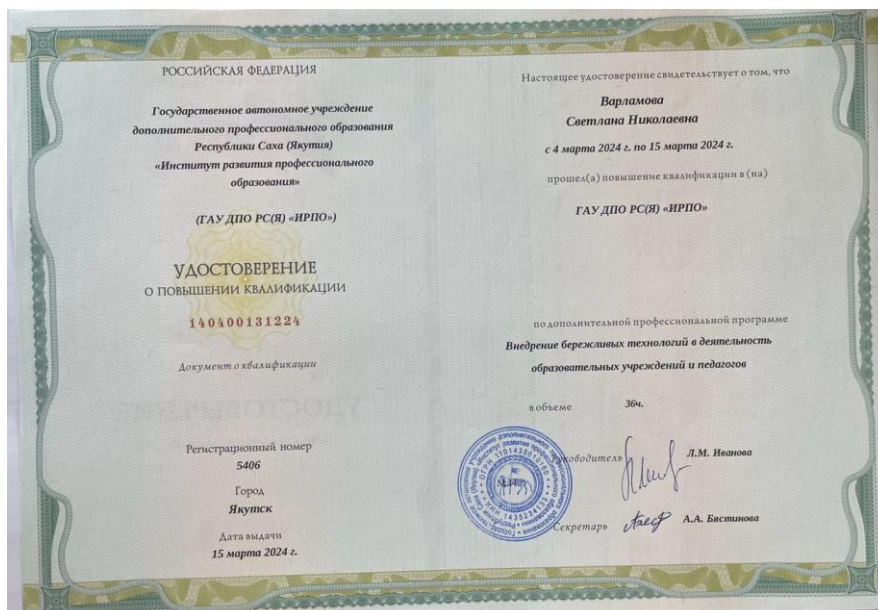 РОССИЙСКАЯ ФЕДЕРАЦИЯ
Государственное автономное учреждение
дополнительного профессионального образования
Республики Саха (Якутия)
«Институт развития профессионального
образования»
(ГАУ ДПО РС(Я) «ИРПО»)
УДОСТОВЕРЕНИЕ
О ПОВЫШЕНИИ КВАЛИФИКАЦИИ
140400131224
Документ о квалификации
Регистрационный номер
5406
Город
Якутск
Дата выдачи
15 марта 2024 г.
Настоящее удостоверение свидетельствует о том, что
Варламова
Светлана Николаевна
с 4 марта 2024 г. по 15 марта 2024 г.
прошел(а) повышение квалификации в (на)
ГАУ ДПО РС(Я) «ИРПО»
по дополнительной профессиональной программе
Внедрение бережливых технологий в деятельность
образовательных учреждений и педагогов
в объеме 36ч.
Руководитель Л.М. Иванова
М.П.
Секретарь А.А. Бястинова